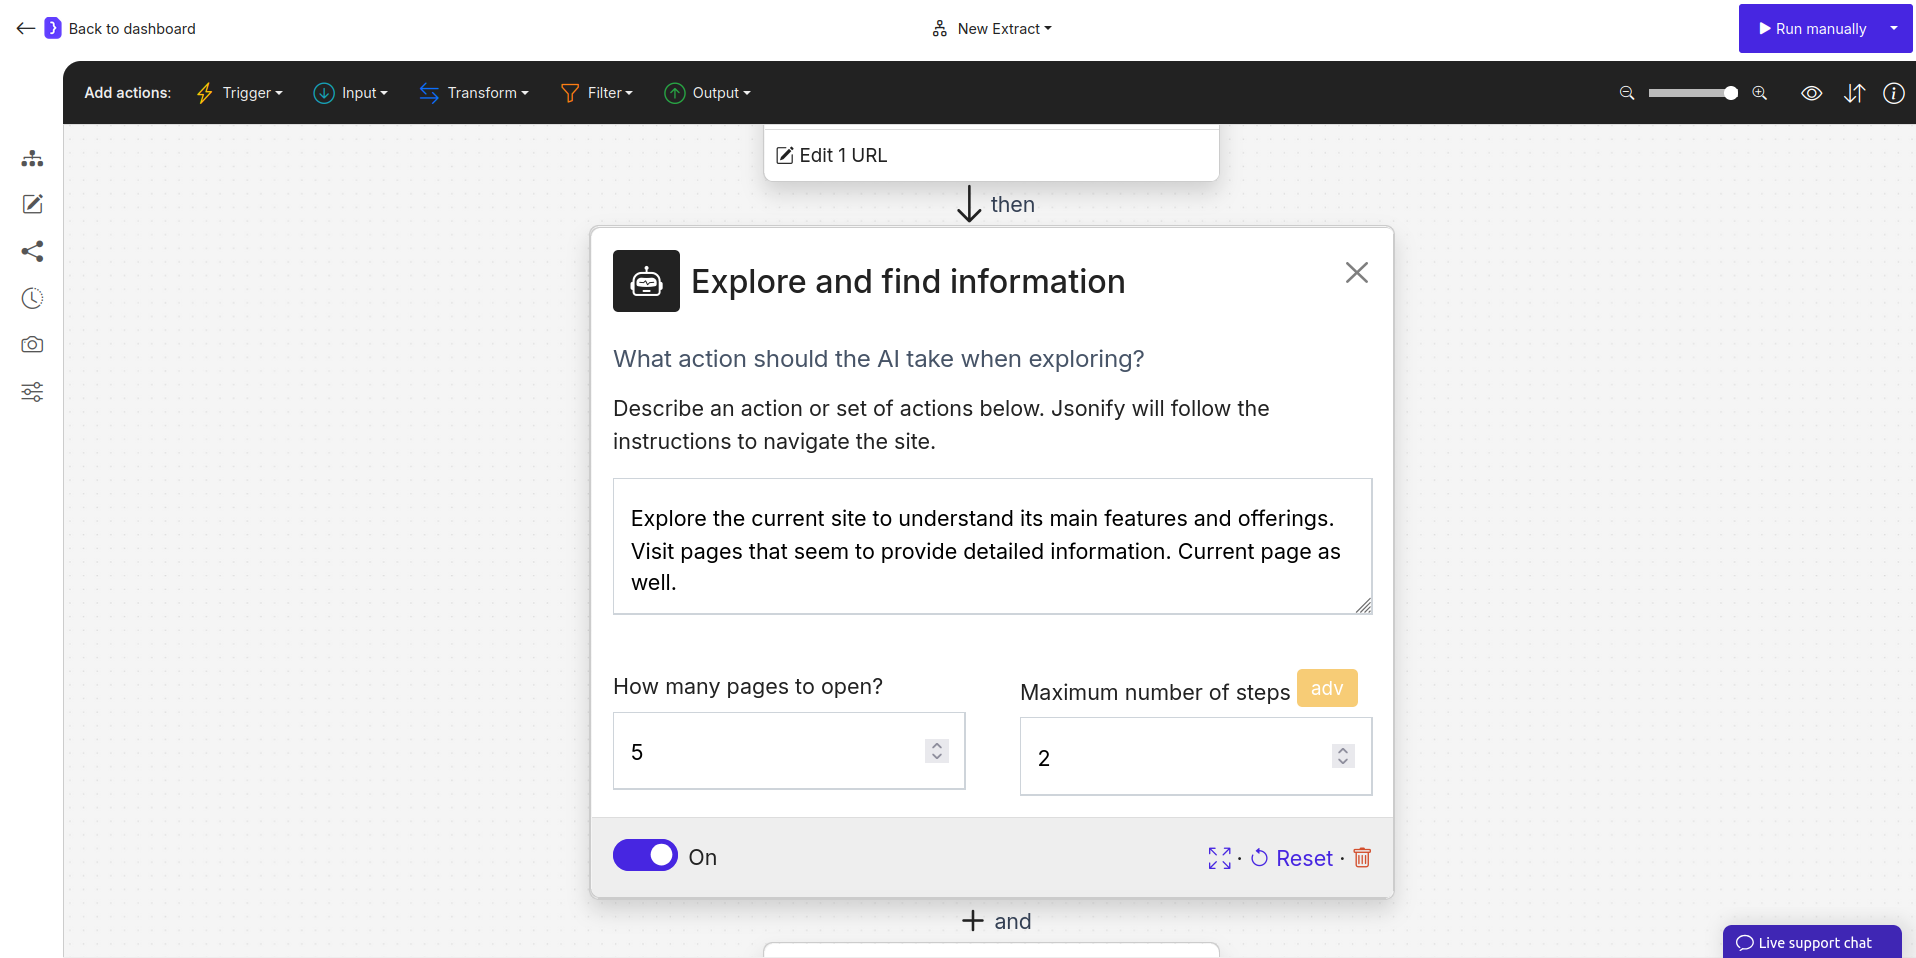 Back to dashboard
New Extract
Run manually
Add actions:
Trigger
Input
Transform
Filter
Output
Edit 1 URL
then
Explore and find information
What action should the AI take when exploring?
Describe an action or set of actions below. Jsonify will follow the
instructions to navigate the site.
Explore the current site to understand its main features and offerings.
Visit pages that seem to provide detailed information. Current page as
well.
How many pages to open?
5
Maximum number of steps
adv
2
On
· Reset ·
and
Live support chat